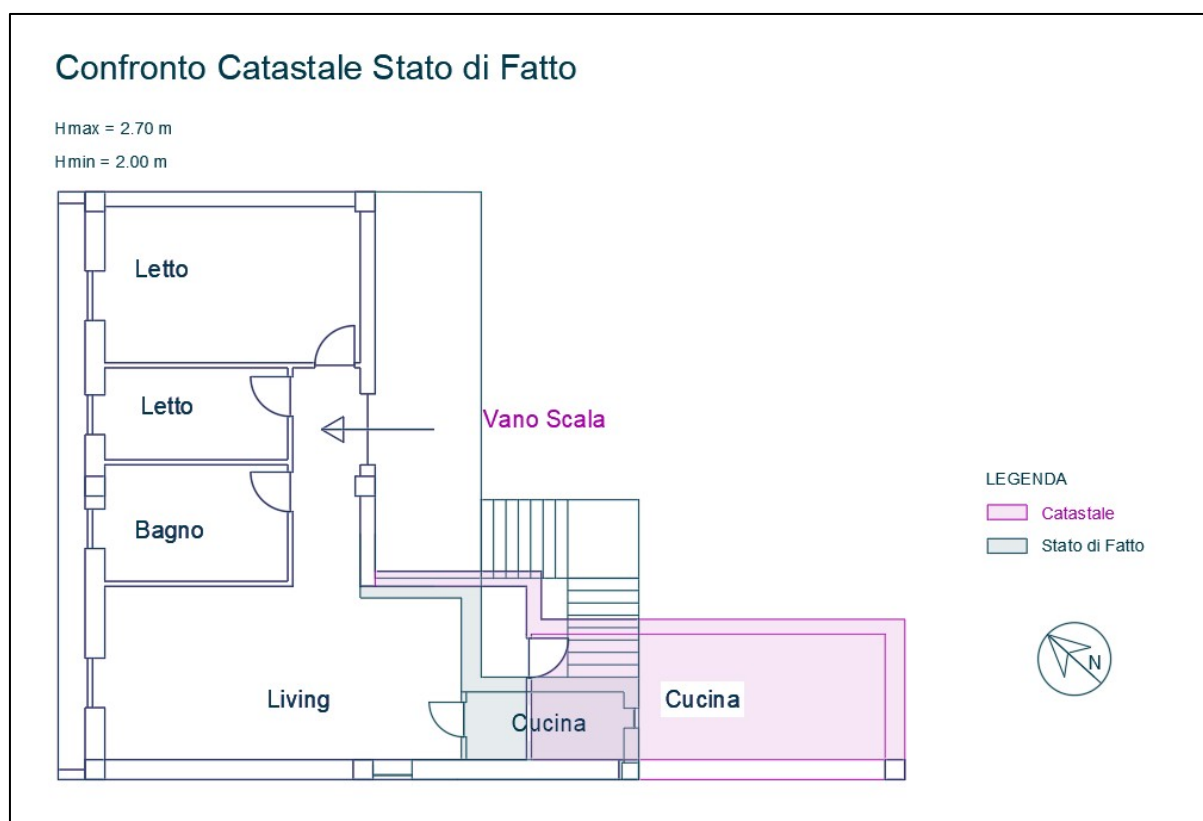 Confronto Catastale Stato di Fatto
Hmax = 2.70 m
Hmin = 2.00 m
Letto
Letto
Vano Scala
Bagno
LEGENDA
Catastale
Stato di Fatto
N
Living
Cucina
Cucina